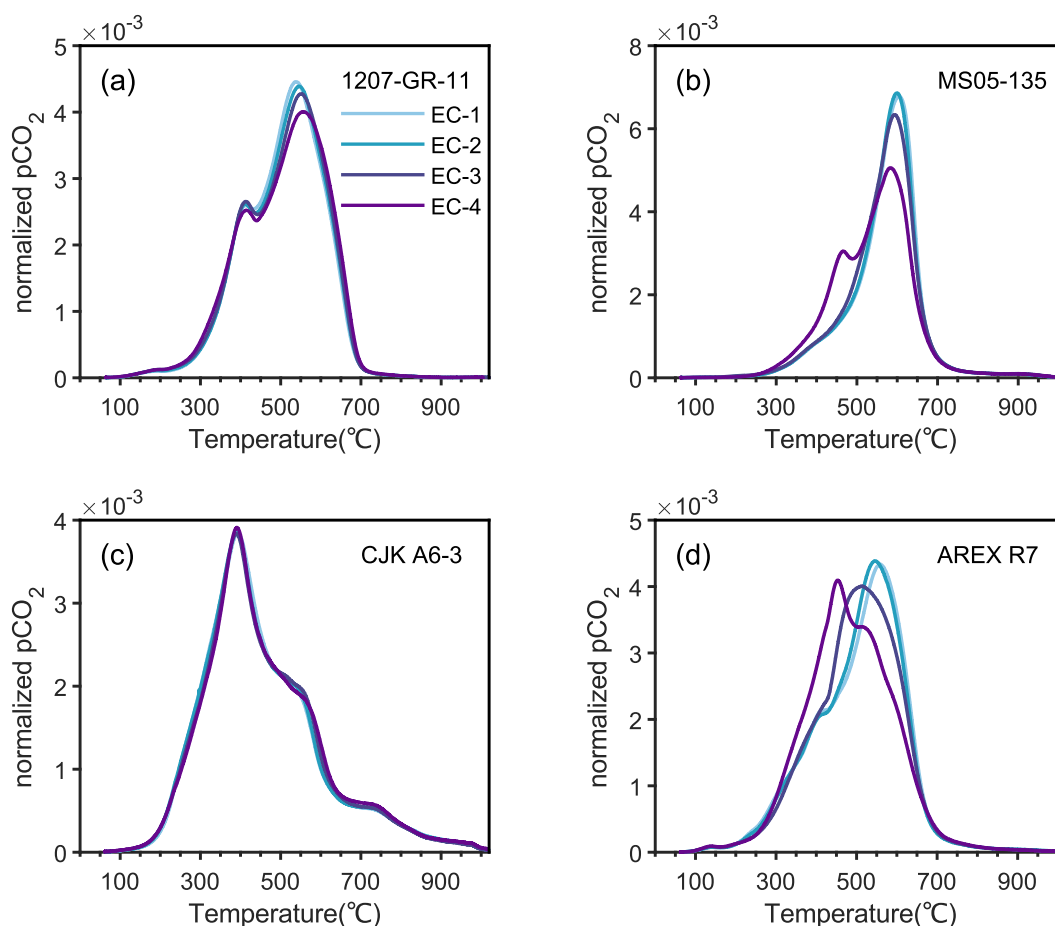 ×10⁻³
5
4
3
2
1
0
(a)
1207-GR-11
EC-1
EC-2
EC-3
EC-4
normalized pCO₂
100 300 500 700 900
Temperature(℃)
×10⁻³
8
6
4
2
0
(b)
MS05-135
normalized pCO₂
100 300 500 700 900
Temperature(℃)
×10⁻³
4
3
2
1
0
(c)
CJK A6-3
normalized pCO₂
100 300 500 700 900
Temperature(℃)
×10⁻³
5
4
3
2
1
0
(d)
AREX R7
normalized pCO₂
100 300 500 700 900
Temperature(℃)